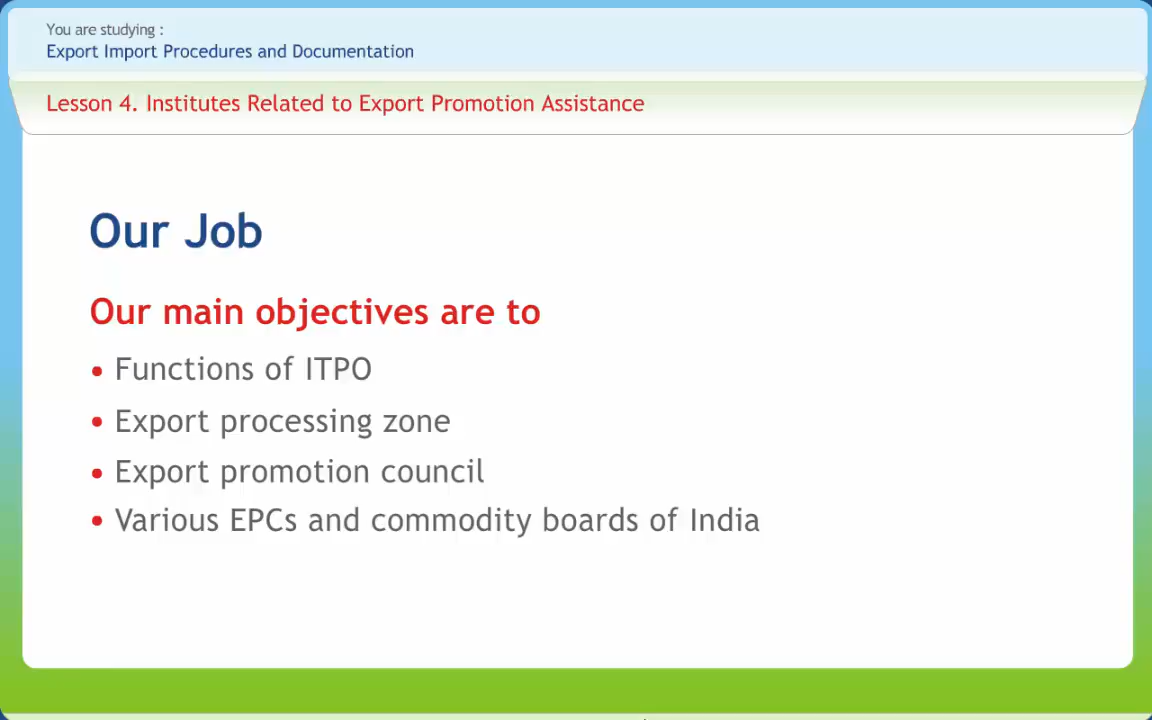 You are studying :
Export Import Procedures and Documentation
Lesson 4. Institutes Related to Export Promotion Assistance
Our Job
Our main objectives are to
• Functions of ITPO
• Export processing zone
• Export promotion council
• Various EPCs and commodity boards of India